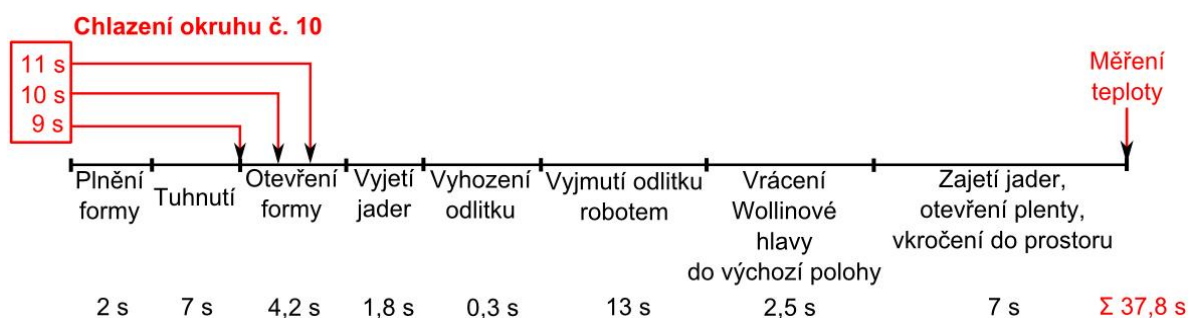 Chlazení okruhu č. 10
11 s
10 s
9 s
Měření
teploty
Plnění
formy
Tuhnutí
Otevření
formy
Vyjetí
jader
Vyhození
odlitku
Vyjmutí odlitku
robotem
Vrácení
Wollinové
hlavy
do výchozí polohy
Zajetí jader,
otevření plenty,
vkročení do prostoru
2 s
7 s
4,2 s
1,8 s
0,3 s
13 s
2,5 s
7 s
Σ 37,8 s